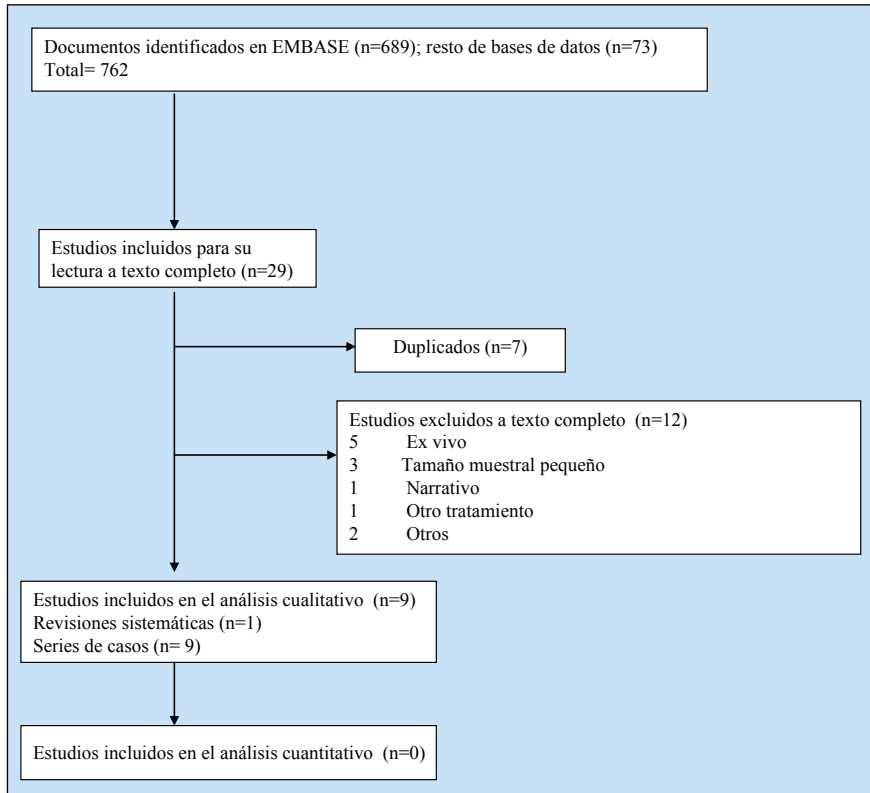 Documentos identificados en EMBASE (n=689); resto de bases de datos (n=73)
Total= 762
Estudios incluidos para su
lectura a texto completo (n=29)
Duplicados (n=7)
Estudios excluidos a texto completo (n=12)
5 Ex vivo
3 Tamaño muestral pequeño
1 Narrativo
1 Otro tratamiento
2 Otros
Estudios incluidos en el análisis cualitativo (n=9)
Revisiones sistemáticas (n=1)
Series de casos (n= 9)
Estudios incluidos en el análisis cuantitativo (n=0)